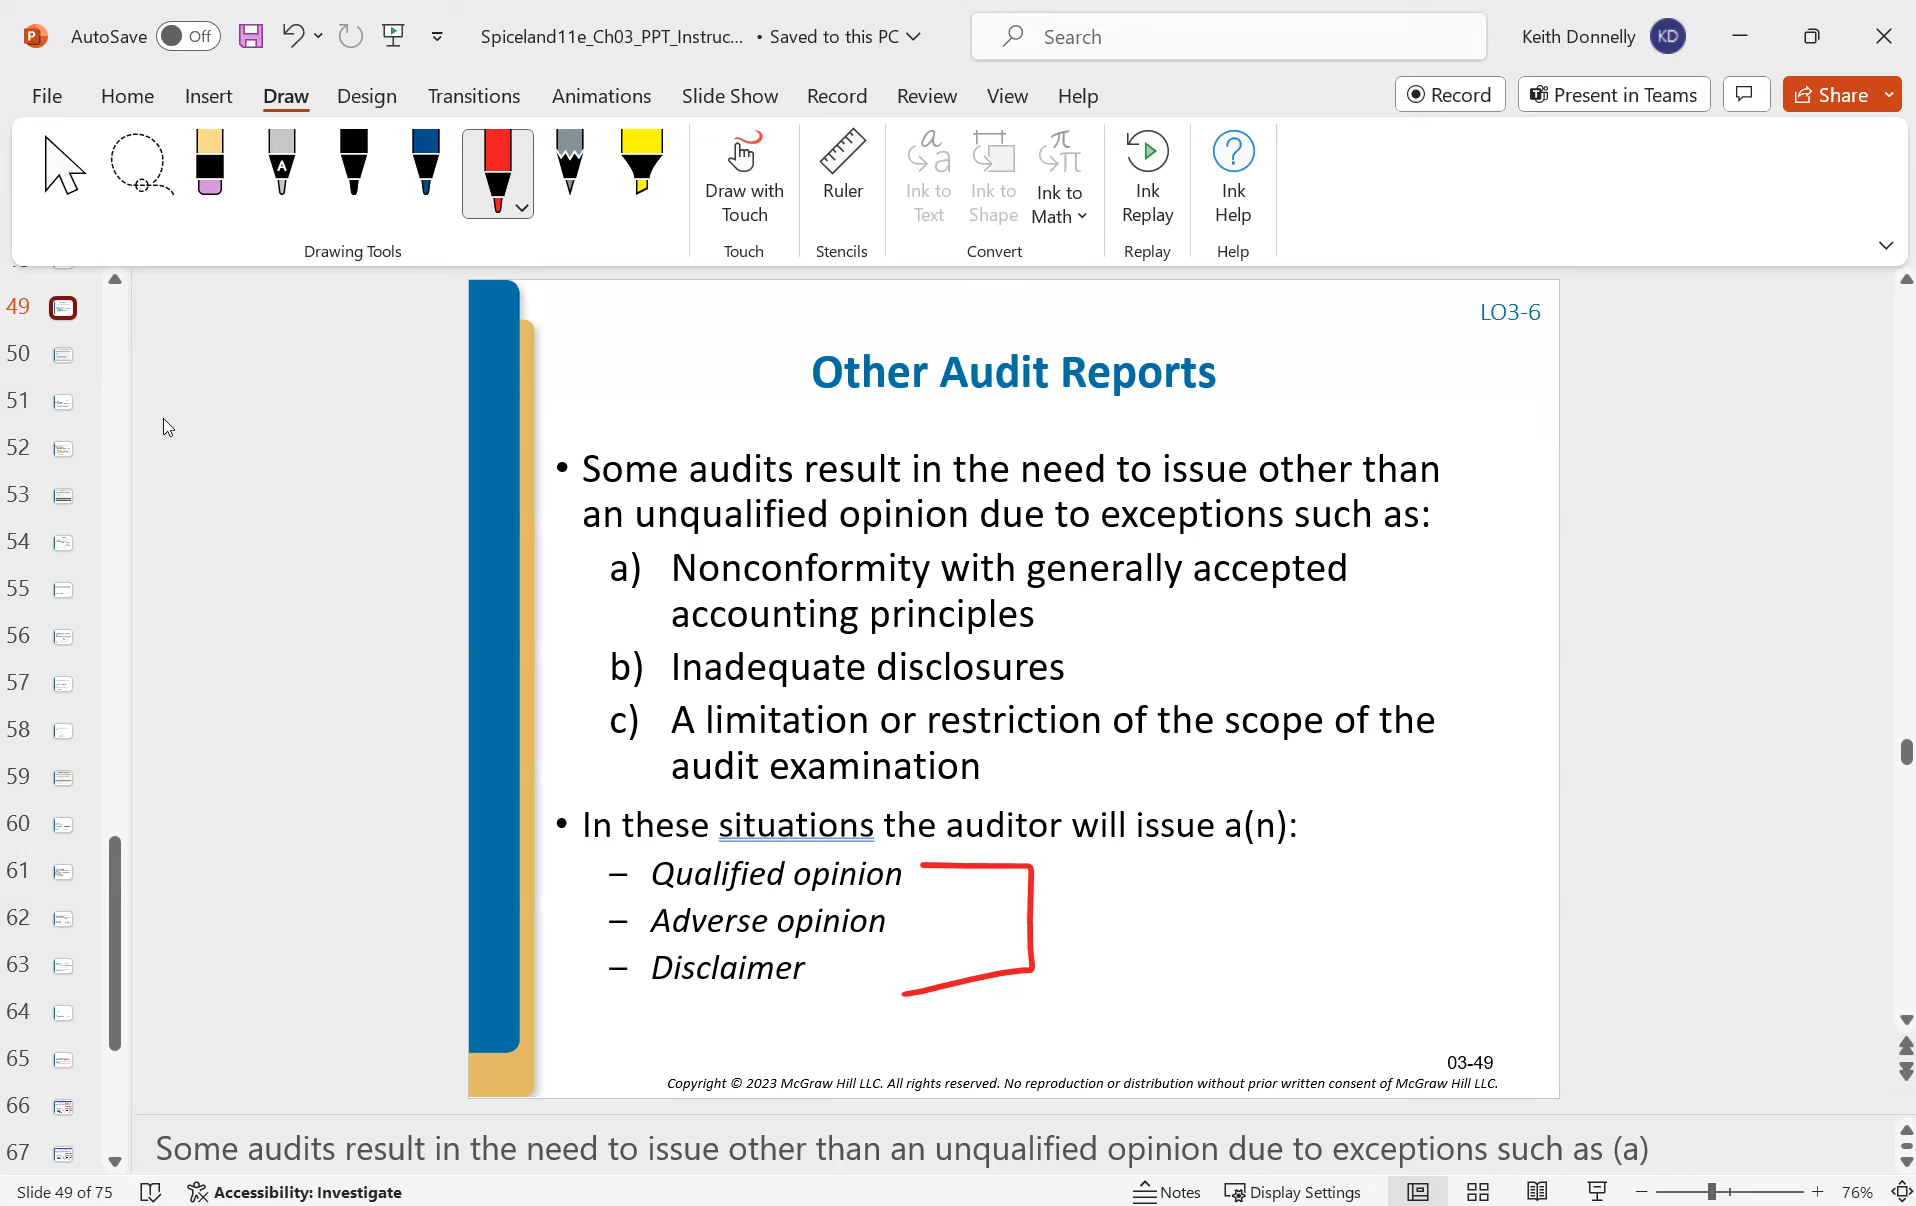 AutoSave Off Spiceland11e_Ch03_PPT_Instruc... • Saved to this PC Search Keith Donnelly KD
File Home Insert Draw Design Transitions Animations Slide Show Record Review View Help Record Present in Teams Share
A
Draw with Touch
Ruler
Ink to Text
Ink to Shape
Ink to Math
Ink Replay
Ink Help
Drawing Tools Touch Stencils Convert Replay Help
49
50
51
52
53
54
55
56
57
58
59
60
61
62
63
64
65
66
67
LO3-6
Other Audit Reports
• Some audits result in the need to issue other than
an unqualified opinion due to exceptions such as:
a) Nonconformity with generally accepted
accounting principles
b) Inadequate disclosures
c) A limitation or restriction of the scope of the
audit examination
• In these situations the auditor will issue a(n):
– Qualified opinion
– Adverse opinion
– Disclaimer
03-49
Copyright © 2023 McGraw Hill LLC. All rights reserved. No reproduction or distribution without prior written consent of McGraw Hill LLC.
Some audits result in the need to issue other than an unqualified opinion due to exceptions such as (a)
Slide 49 of 75 Accessibility: Investigate Notes Display Settings 76%